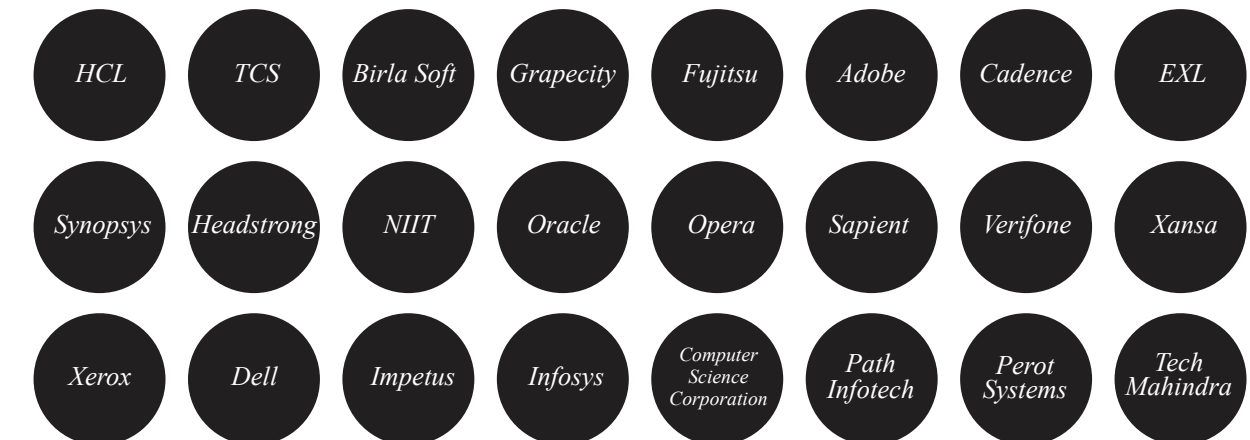 HCL
TCS
Birla Soft
Grapecity
Fujitsu
Adobe
Cadence
EXL
Synopsys
Headstrong
NIIT
Oracle
Opera
Sapient
Verifone
Xansa
Xerox
Dell
Impetus
Infosys
Computer
Science
Corporation
Path
Infotech
Perot
Systems
Tech
Mahindra